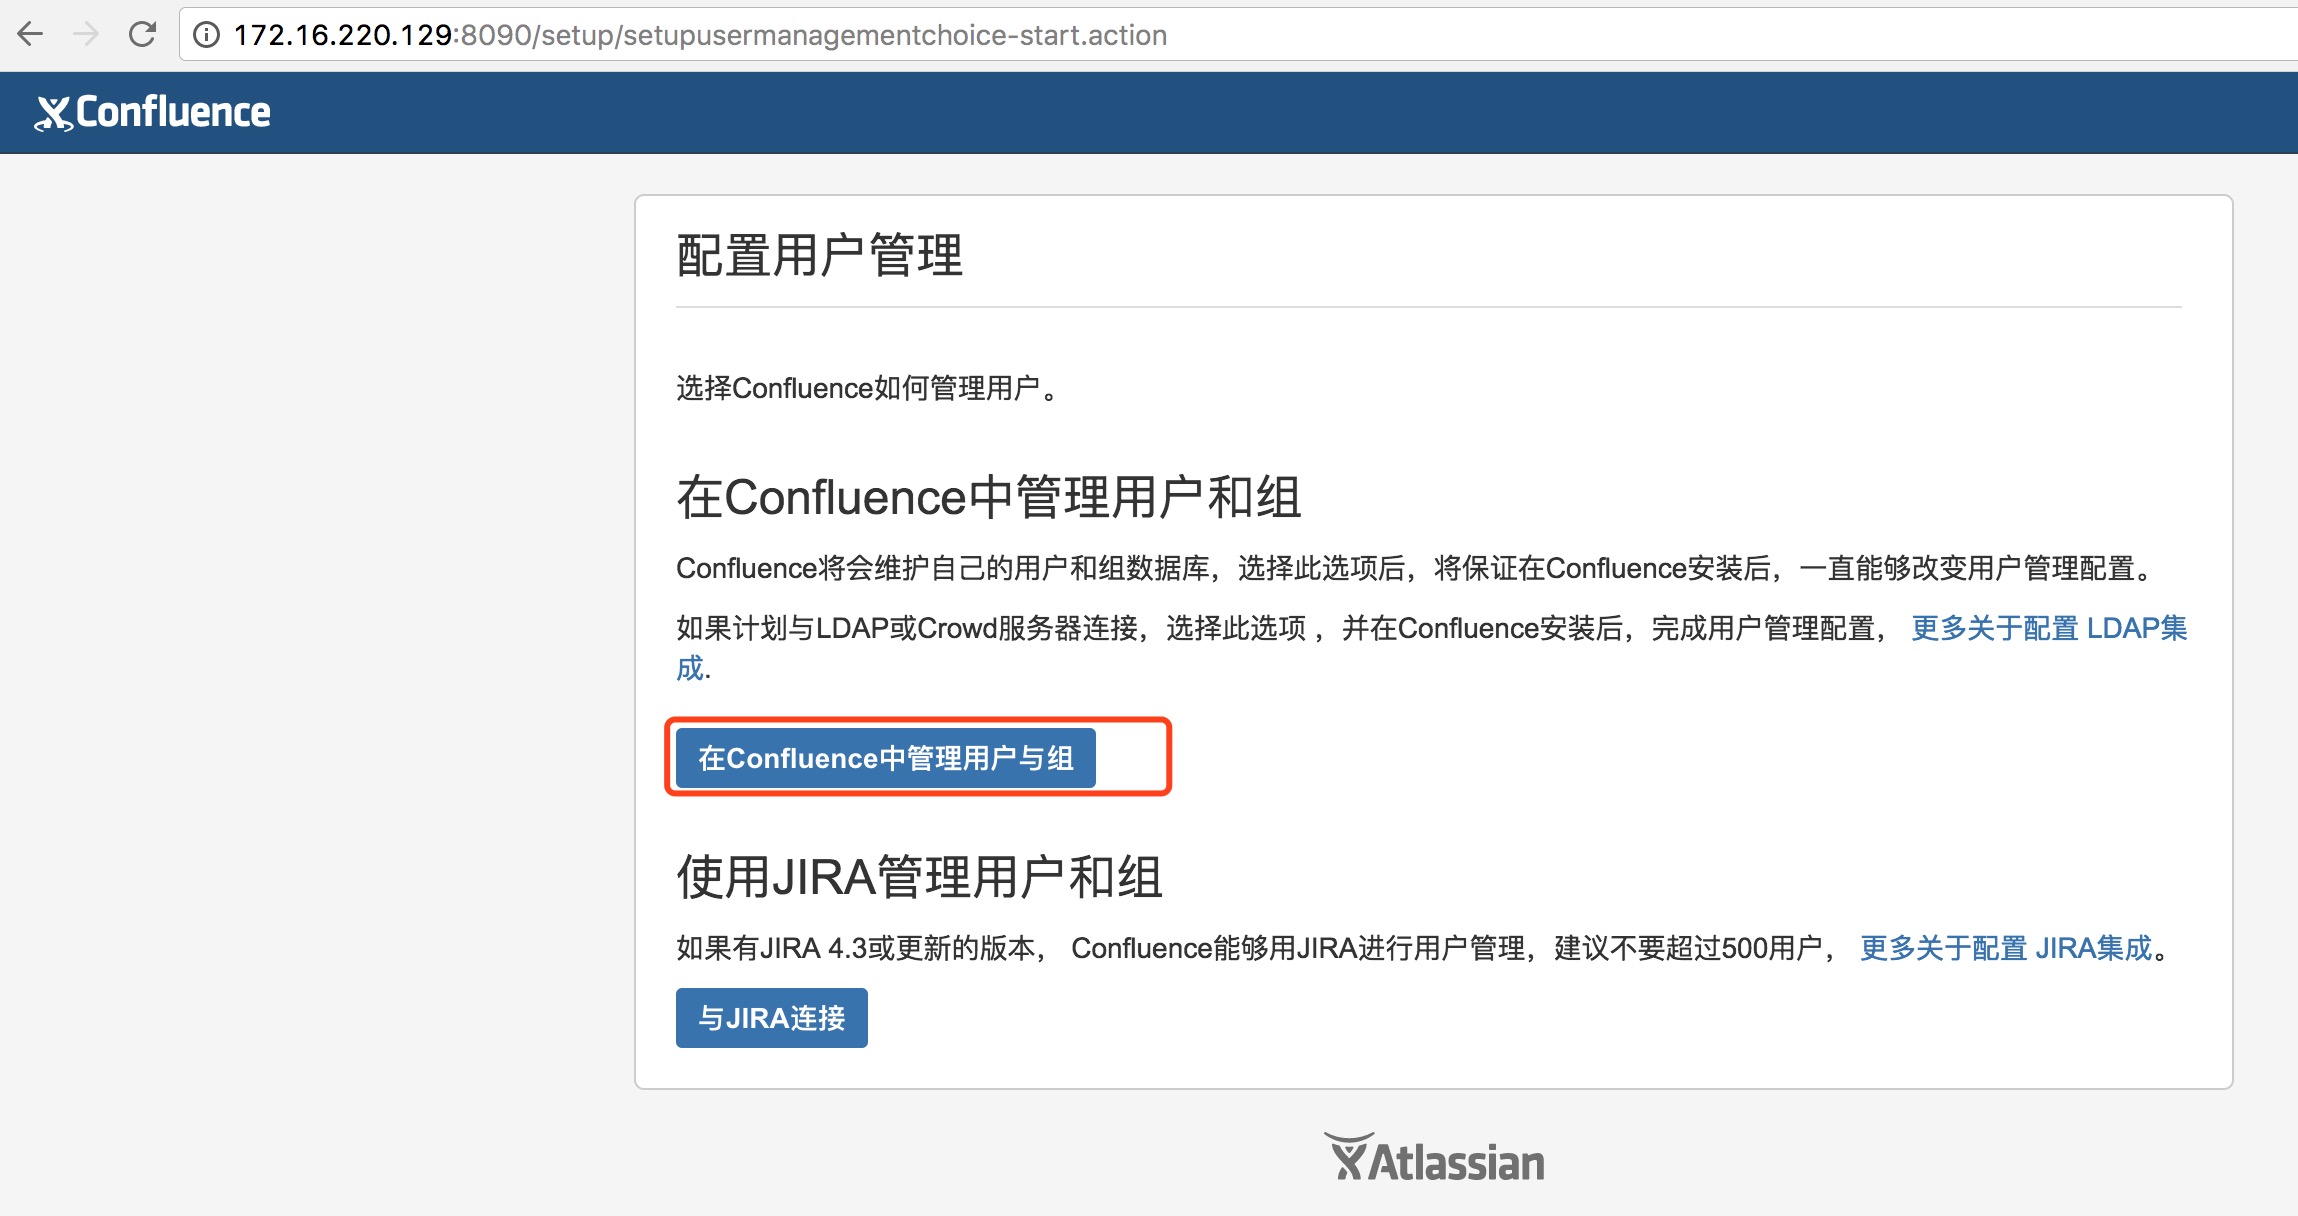 172.16.220.129:8090/setup/setupusermanagementchoice-start.action
Confluence
配置用户管理
选择Confluence如何管理用户。
在Confluence中管理用户和组
Confluence将会维护自己的用户和组数据库，选择此选项后，将保证在Confluence安装后，一直能够改变用户管理配置。
如果计划与LDAP或Crowd服务器连接，选择此选项 ，并在Confluence安装后，完成用户管理配置， 更多关于配置 LDAP集
成.
在Confluence中管理用户与组
使用JIRA管理用户和组
如果有JIRA 4.3或更新的版本， Confluence能够用JIRA进行用户管理，建议不要超过500用户， 更多关于配置 JIRA集成。
与JIRA连接
Atlassian